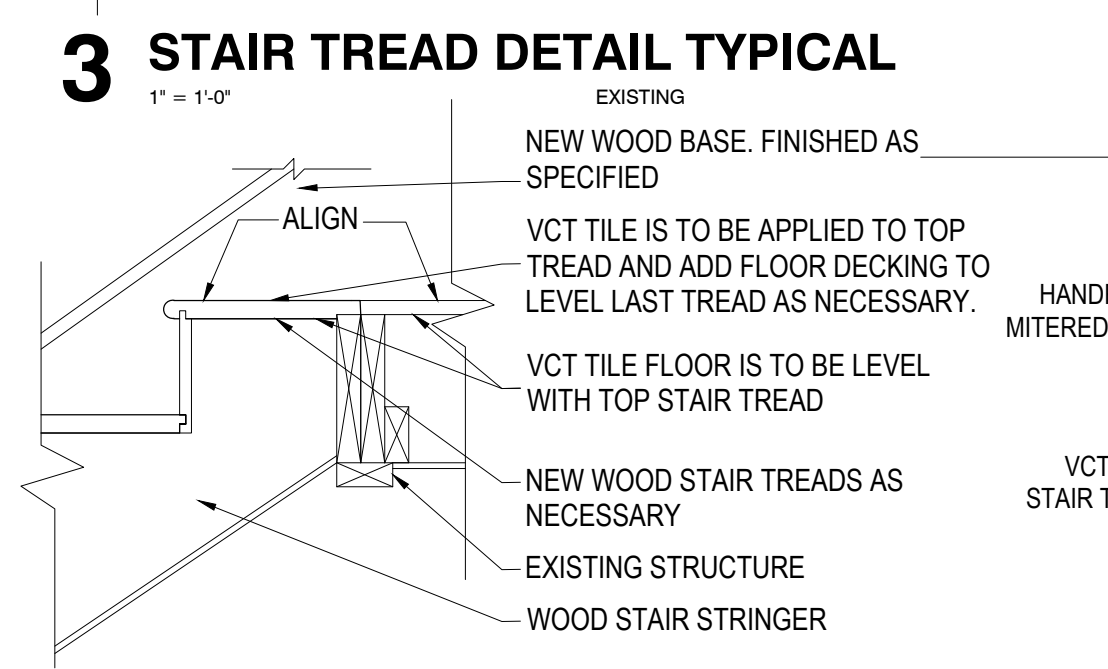 3 STAIR TREAD DETAIL TYPICAL
1" = 1'-0"
EXISTING
NEW WOOD BASE. FINISHED AS
SPECIFIED
ALIGN
VCT TILE IS TO BE APPLIED TO TOP
TREAD AND ADD FLOOR DECKING TO
LEVEL LAST TREAD AS NECESSARY.
VCT TILE FLOOR IS TO BE LEVEL
WITH TOP STAIR TREAD
NEW WOOD STAIR TREADS AS
NECESSARY
EXISTING STRUCTURE
WOOD STAIR STRINGER
MITERED
VCT
STAIR